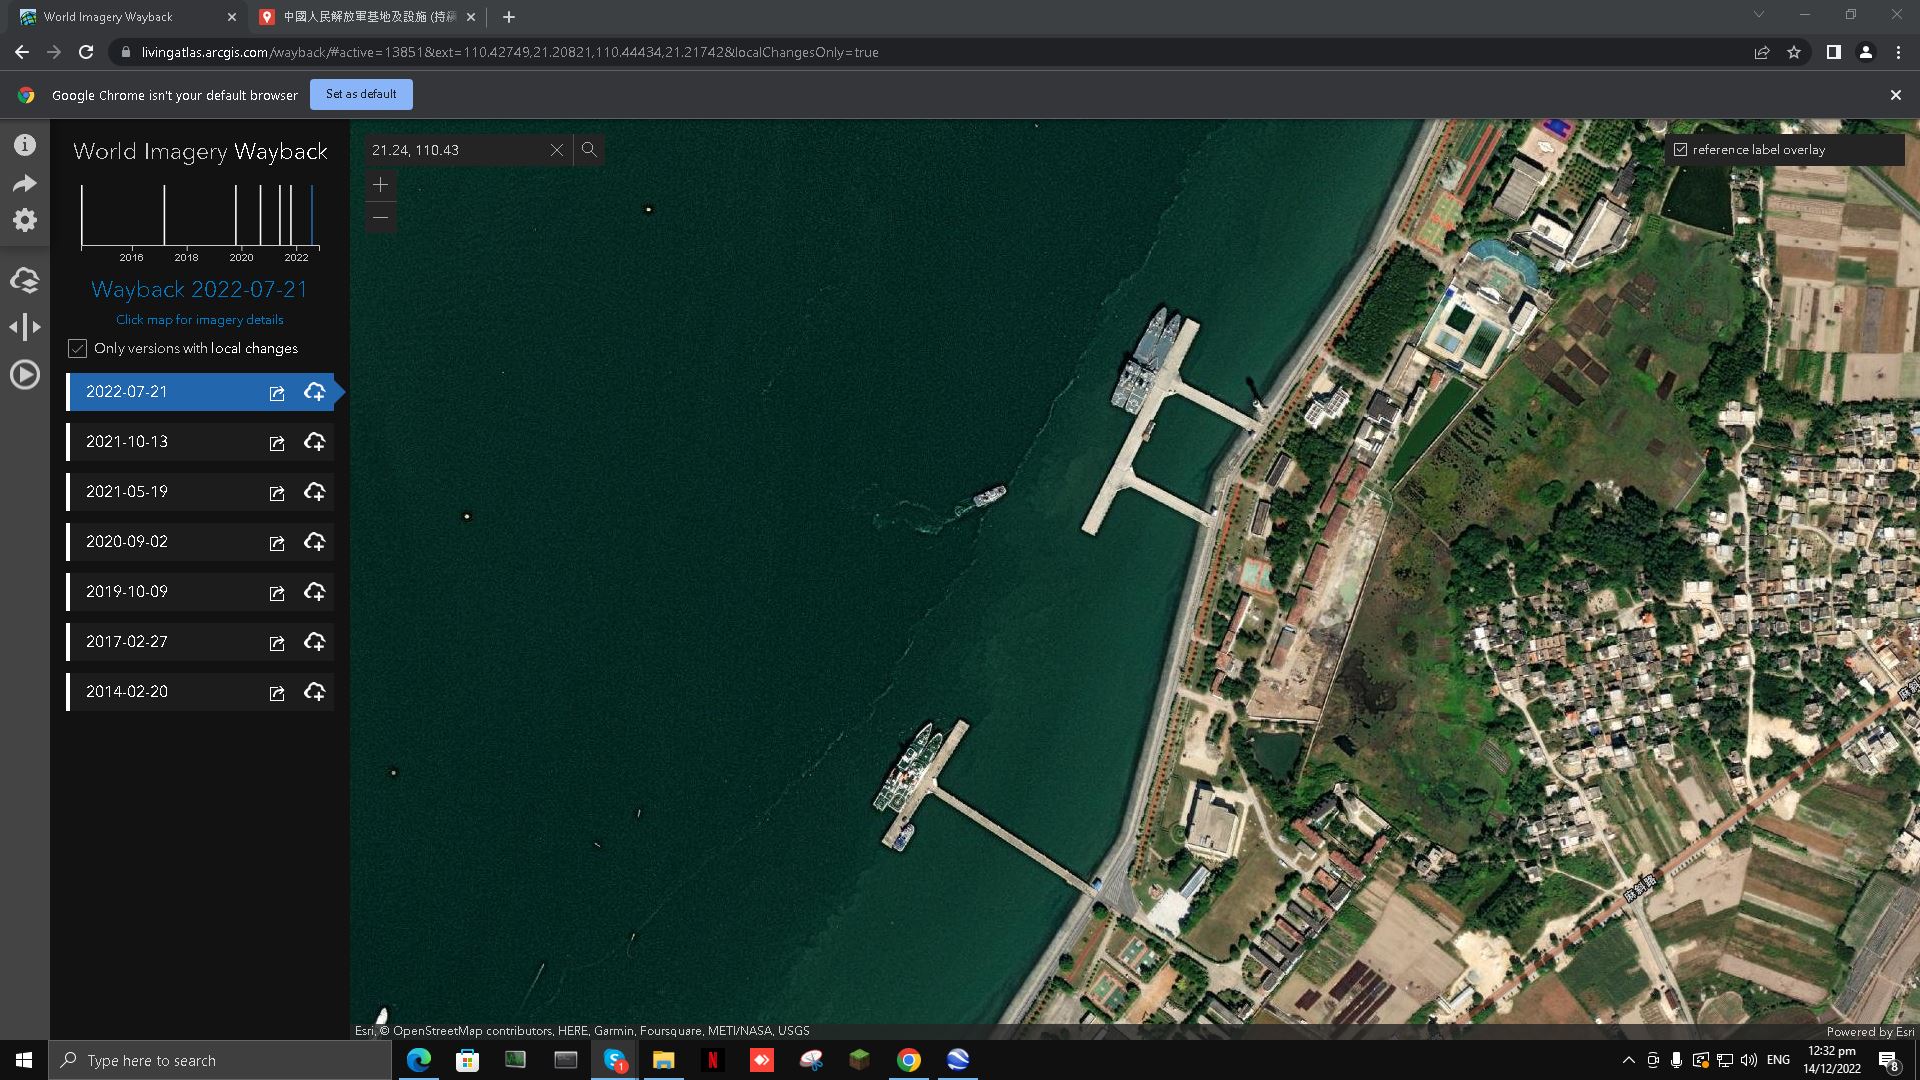 World Imagery Wayback
中國人民解放軍基地及設施 (持續
livingatlas.arcgis.com/wayback/#active=13851&ext=110.42749,21.20821,110.44434,21.21742&localChangesOnly=true
Google Chrome isn't your default browser
Set as default
World Imagery Wayback
2016 2018 2020 2022
Wayback 2022-07-21
Click map for imagery details
Only versions with local changes
2022-07-21
2021-10-13
2021-05-19
2020-09-02
2019-10-09
2017-02-27
2014-02-20
21.24, 110.43
reference label overlay
麻斜路
Esri, © OpenStreetMap contributors, HERE, Garmin, Foursquare, METI/NASA, USGS
Powered by Esri
Type here to search
1
N
ENG
12:32 pm
14/12/2022
8